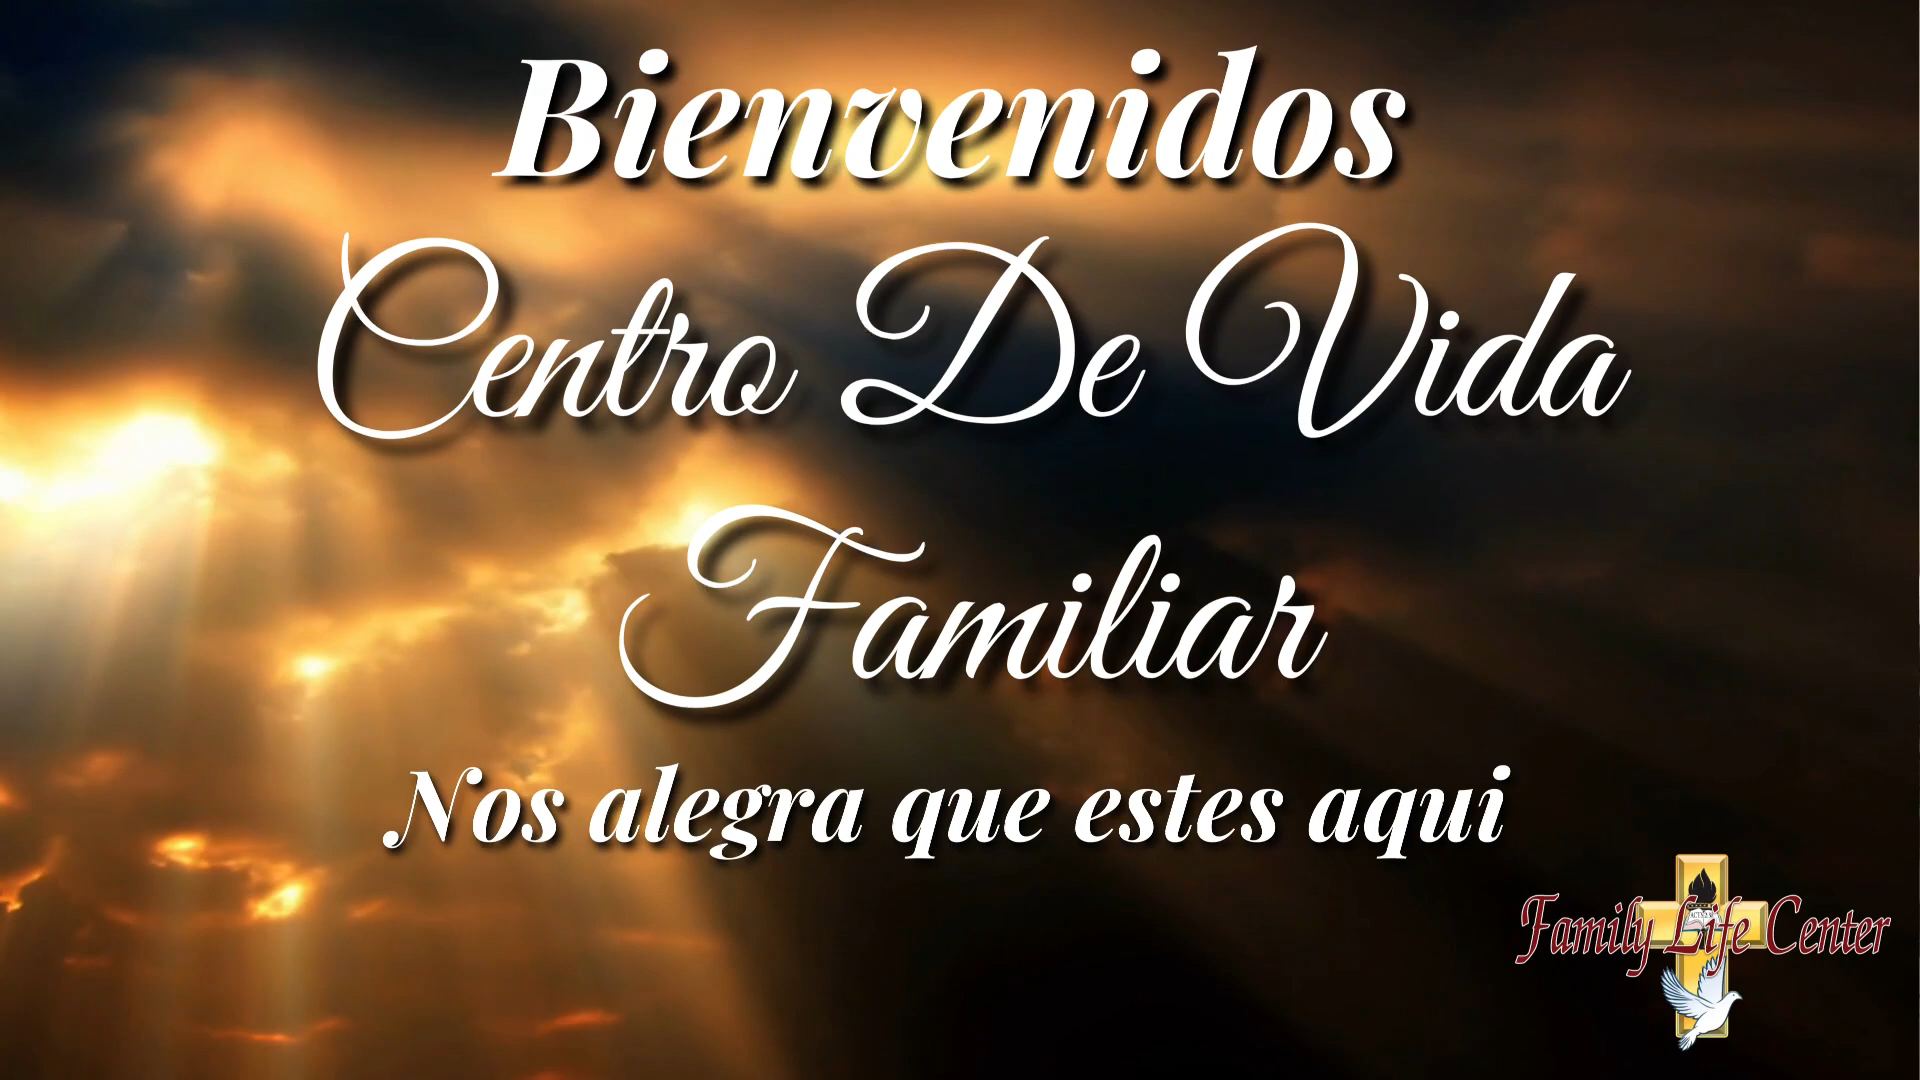 Bienvenidos
Centro De Vida
Familiar
Nos alegra que estes aqui
Family Life Center